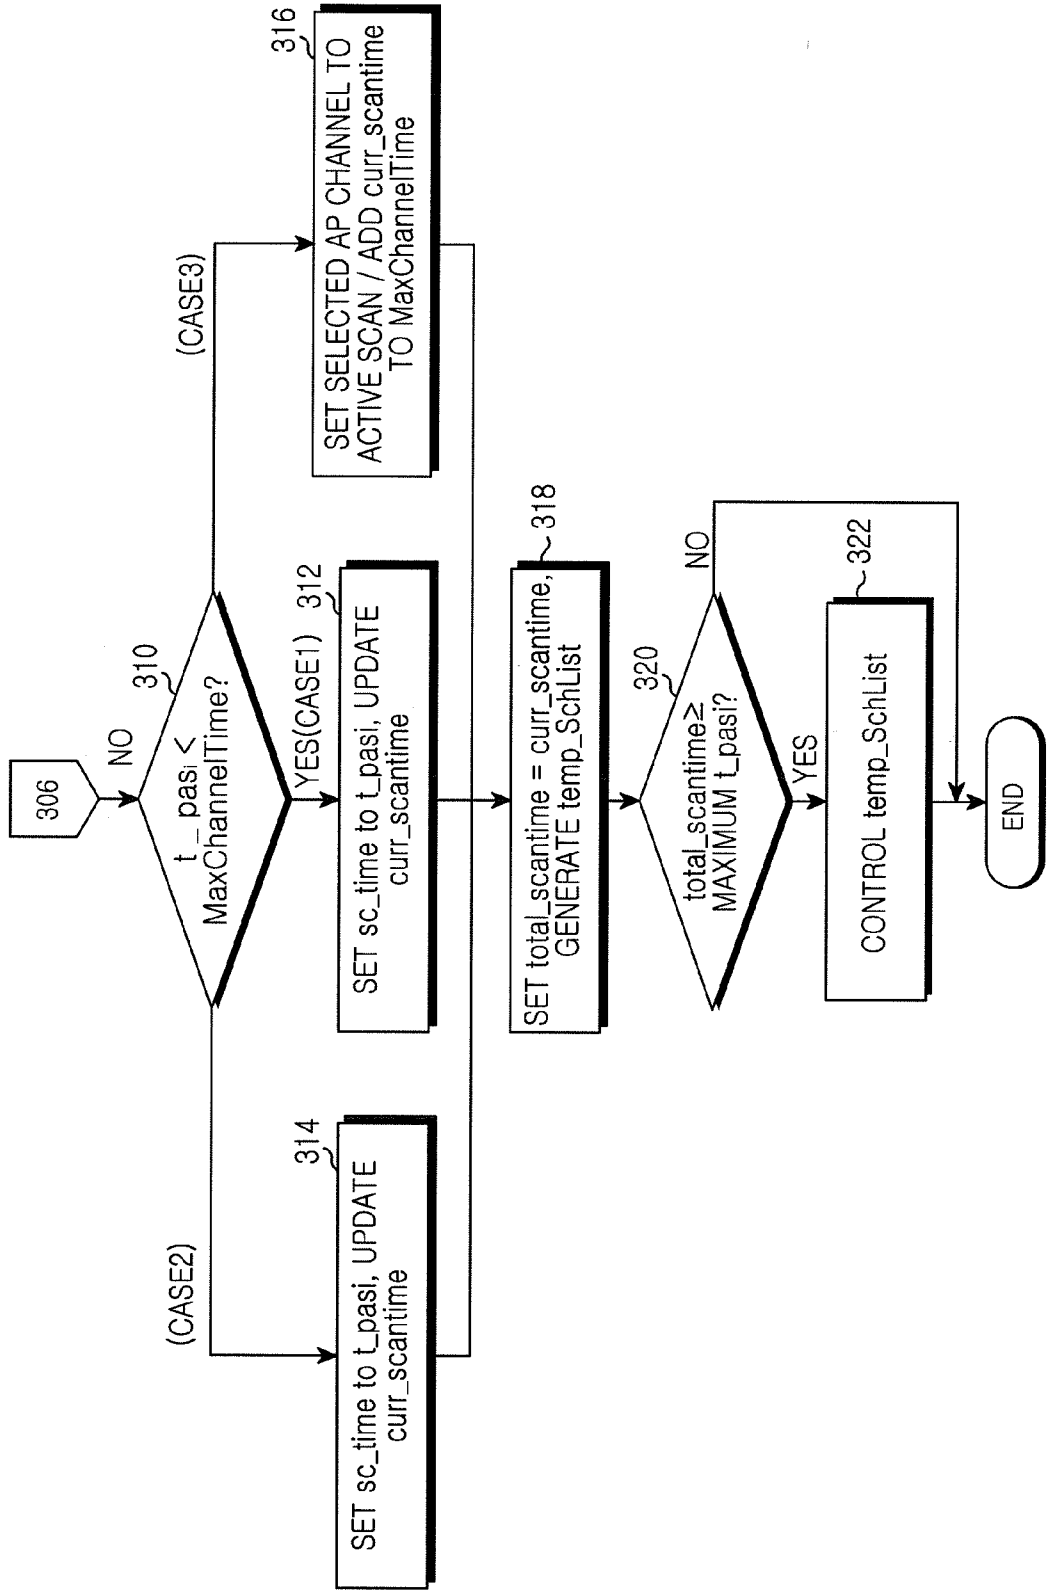 306
NO
310
t_pasi <
MaxChannelTime?
(CASE2)
YES(CASE1)
(CASE3)
314
SET sc_time to t_pasi, UPDATE
curr_scantime
312
SET sc_time to t_pasi, UPDATE
curr_scantime
316
SET SELECTED AP CHANNEL TO
ACTIVE SCAN / ADD curr_scantime
TO MaxChannelTime
318
SET total_scantime = curr_scantime,
GENERATE temp_SchList
320
total_scantime≥
MAXIMUM t_pasi?
NO
YES
322
CONTROL temp_SchList
END